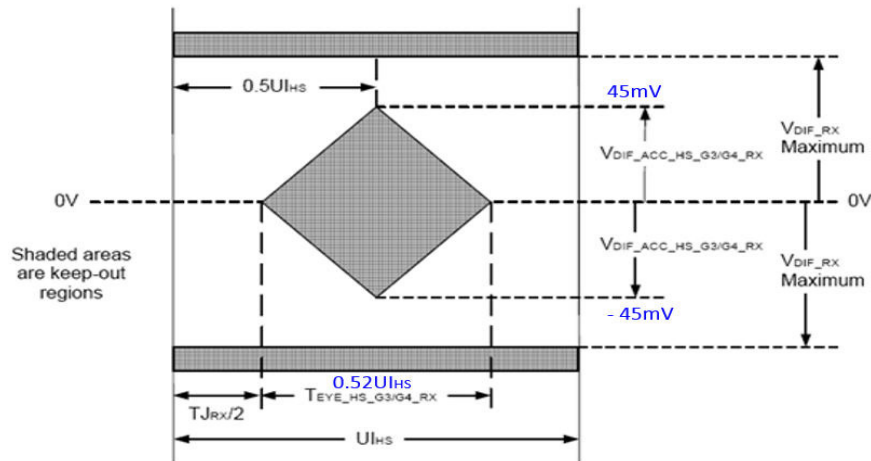 0.5UIHS
45mV
VDIF_RX
Maximum
VDIF_ACC_HS_G3/G4_RX
0V
0V
Shaded areas
are keep-out
regions
VDIF_ACC_HS_G3/G4_RX
VDIF_RX
Maximum
- 45mV
0.52UIHS
TEYE_HS_G3/G4_RX
TJRX/2
UIHS